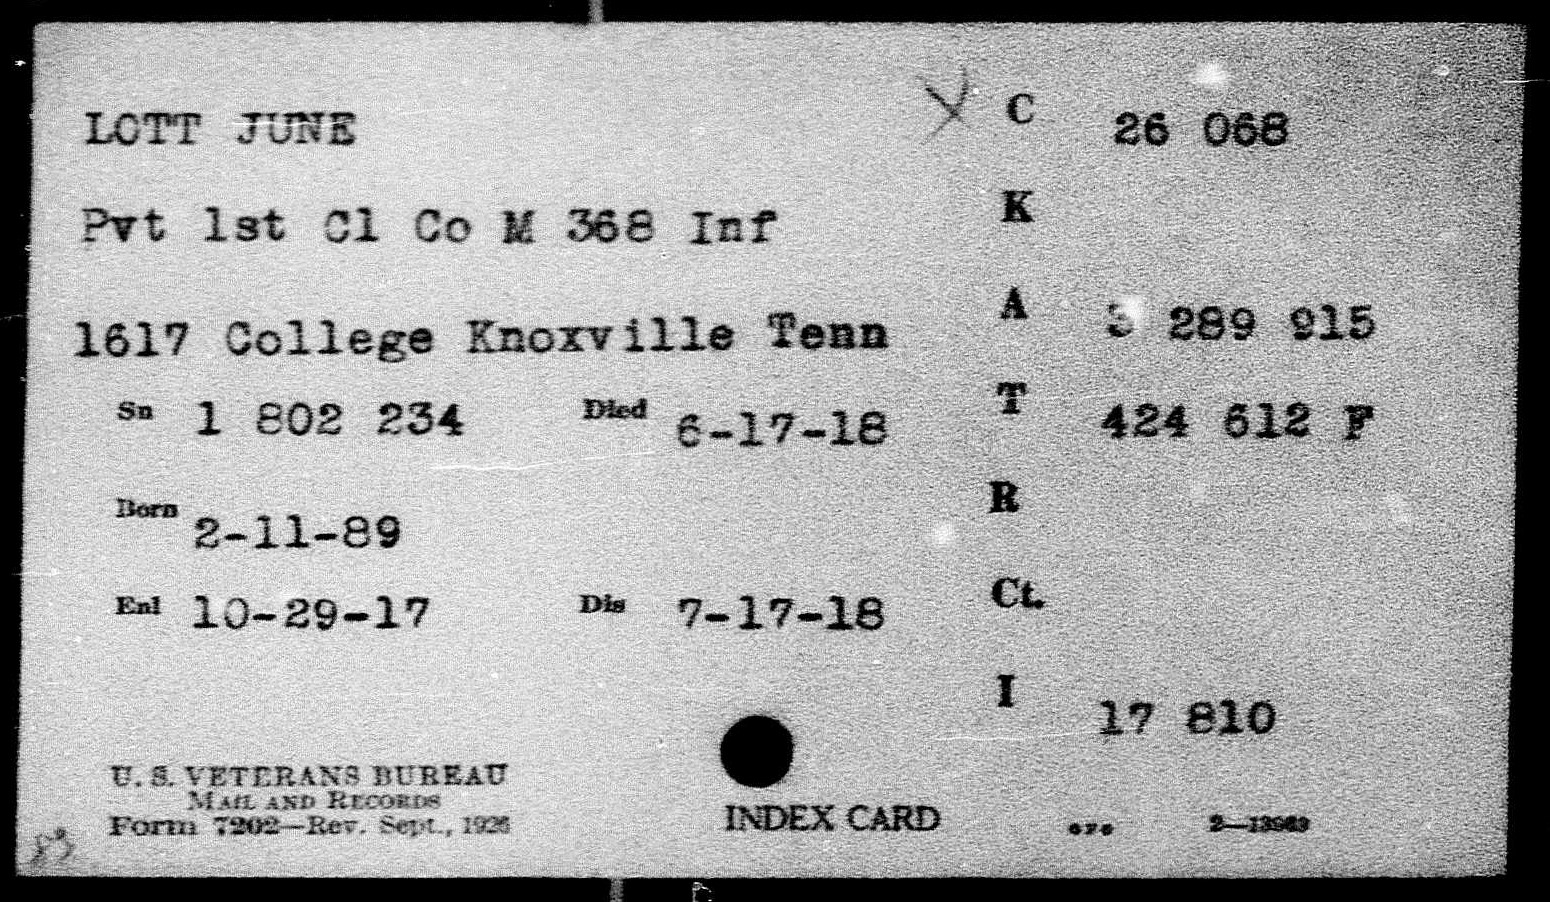 LOTT JUNE C 26 068
Pvt 1st Cl Co M 368 Inf K
1617 College Knoxville Tenn A 3 289 915
Sn 1 802 234 Died 6-17-18 T 424 612 F
Born 2-11-89 R
Enl 10-29-17 Dis 7-17-18 Ct.
I 17 810
U. S. VETERANS BUREAU
MAIL AND RECORDS
Form 7202—Rev. Sept., 1926
INDEX CARD